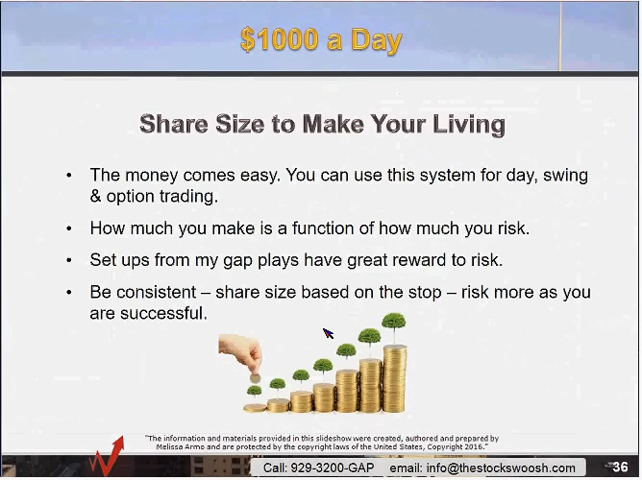 $1000 a Day
Share Size to Make Your Living
• The money comes easy. You can use this system for day, swing
& option trading.
• How much you make is a function of how much you risk.
• Set ups from my gap plays have great reward to risk.
• Be consistent – share size based on the stop – risk more as you
are successful.
"The information and materials provided in this slideshow were created, authored and prepared by
Melissa Armo and are protected by the copyright laws of the United States, Copyright 2016."
Call: 929-3200-GAP email: info@thestockswoosh.com 36